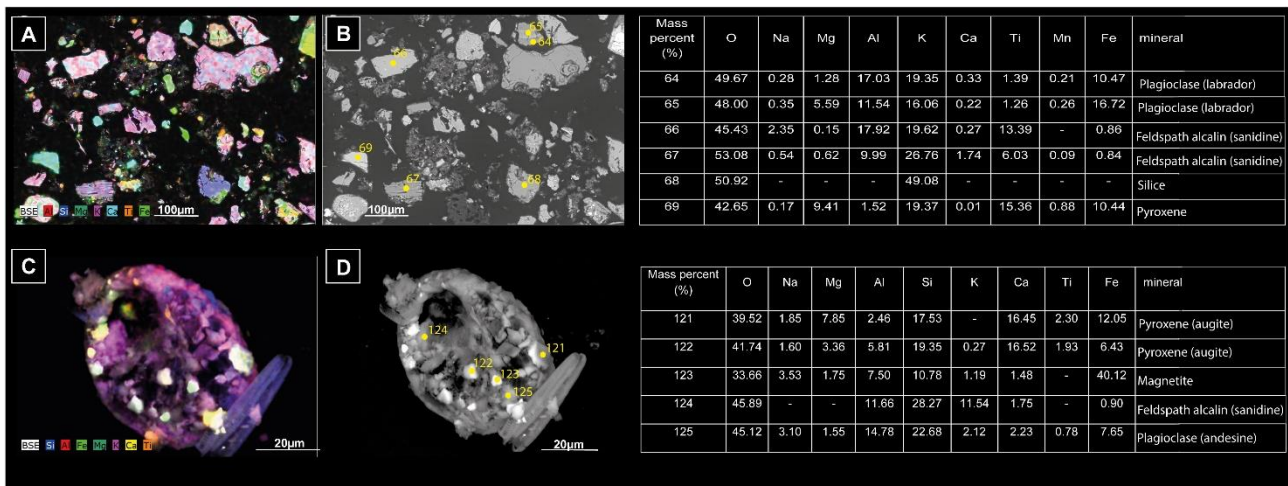 A
BSE Al Si Mg K Ca Ti Fe
100µm
B
65
64
66
69
67
68
100µm
Mass percent (%) O Na Mg Al K Ca Ti Mn Fe mineral
64 49.67 0.28 1.28 17.03 19.35 0.33 1.39 0.21 10.47 Plagioclase (labrador)
65 48.00 0.35 5.59 11.54 16.06 0.22 1.26 0.26 16.72 Plagioclase (labrador)
66 45.43 2.35 0.15 17.92 19.62 0.27 13.39 - 0.86 Feldspath alcalin (sanidine)
67 53.08 0.54 0.62 9.99 26.76 1.74 6.03 0.09 0.84 Feldspath alcalin (sanidine)
68 50.92 - - - 49.08 - - - - Silice
69 42.65 0.17 9.41 1.52 19.37 0.01 15.36 0.88 10.44 Pyroxene
C
BSE Si Al Fe Mg K Ca Ti
20µm
D
124
121
122
123
125
20µm
Mass percent (%) O Na Mg Al Si K Ca Ti Fe mineral
121 39.52 1.85 7.85 2.46 17.53 - 16.45 2.30 12.05 Pyroxene (augite)
122 41.74 1.60 3.36 5.81 19.35 0.27 16.52 1.93 6.43 Pyroxene (augite)
123 33.66 3.53 1.75 7.50 10.78 1.19 1.48 - 40.12 Magnetite
124 45.89 - - 11.66 28.27 11.54 1.75 - 0.90 Feldspath alcalin (sanidine)
125 45.12 3.10 1.55 14.78 22.68 2.12 2.23 0.78 7.65 Plagioclase (andesine)